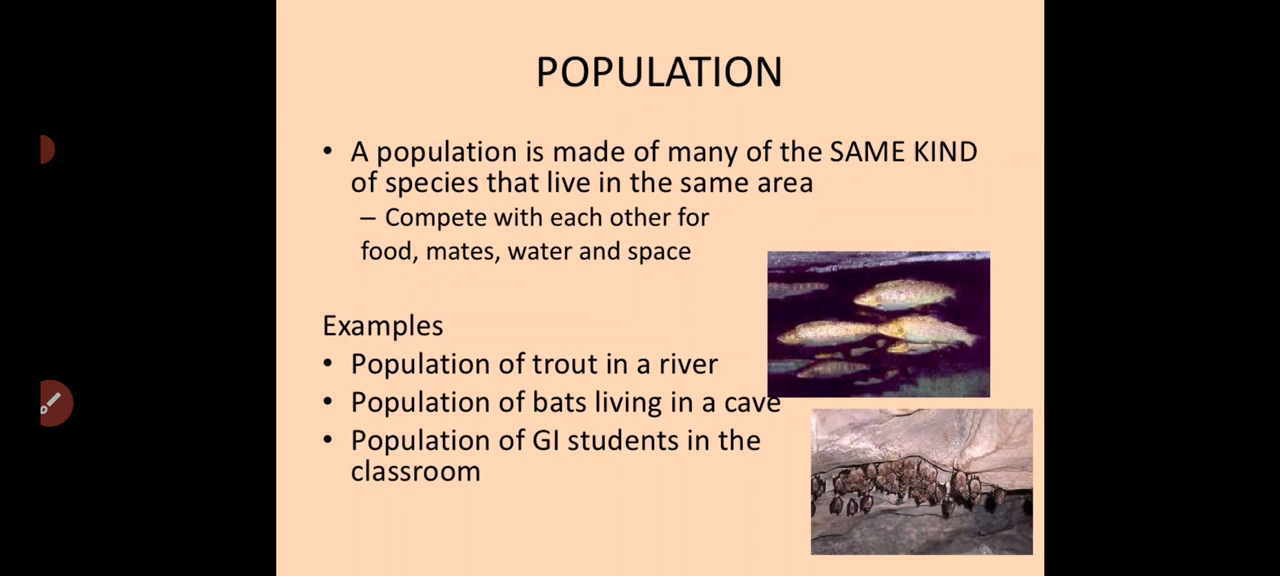 POPULATION
• A population is made of many of the SAME KIND
of species that live in the same area
– Compete with each other for
food, mates, water and space
Examples
• Population of trout in a river
• Population of bats living in a cave
• Population of GI students in the
classroom